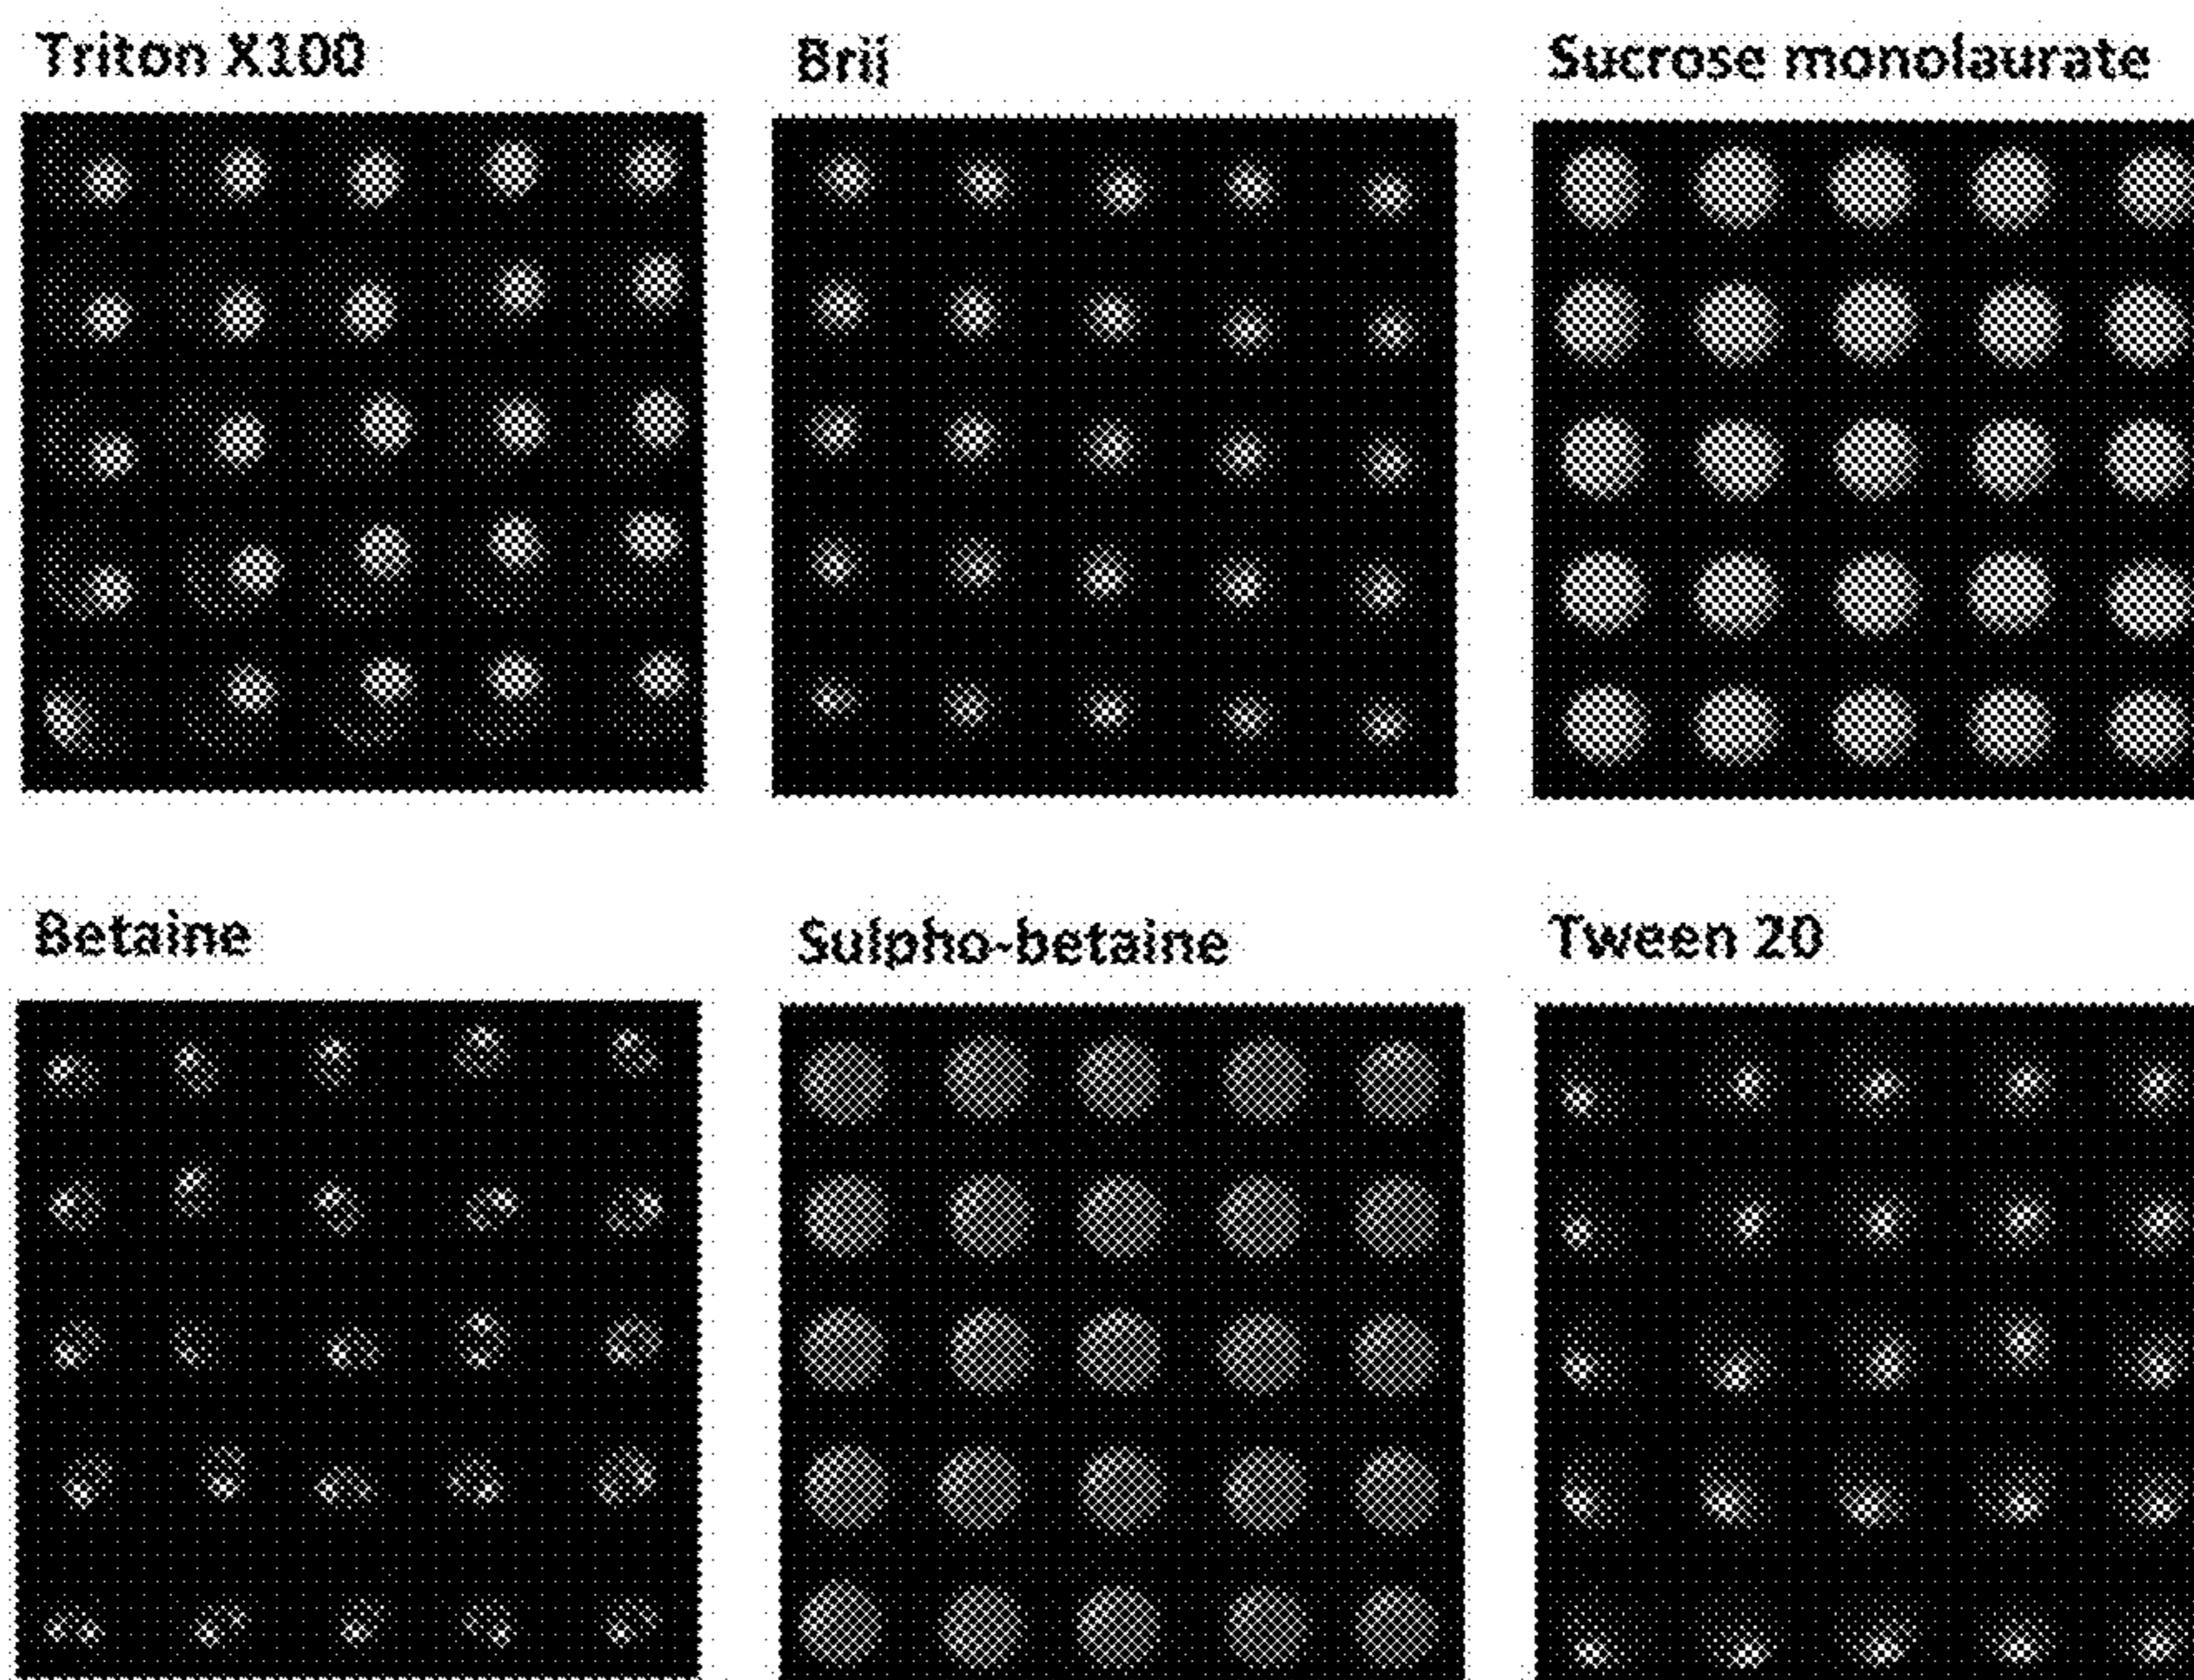 Triton X100
Brij
Sucrose monolaurate
Betaine
Sulpho-betaine
Tween 20